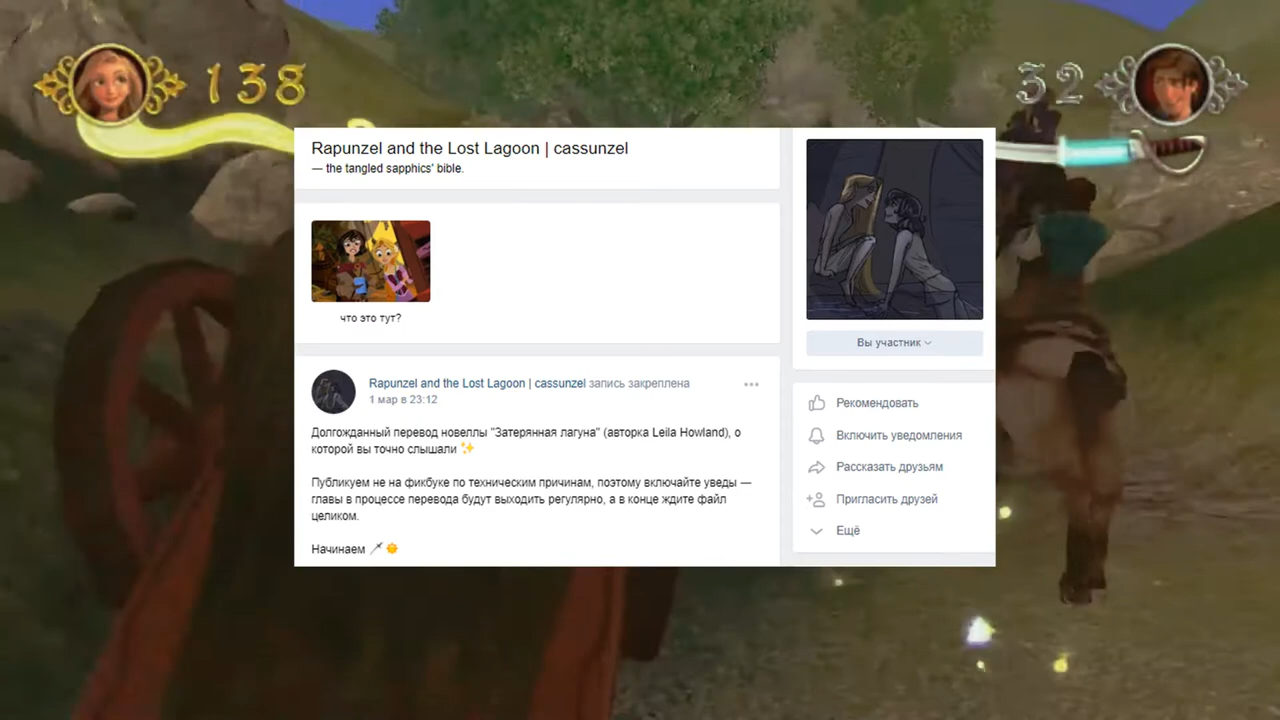 138
32
Rapunzel and the Lost Lagoon | cassunzel
— the tangled sapphics' bible.
что это тут?
Rapunzel and the Lost Lagoon | cassunzel запись закреплена
1 мар в 23:12
Долгожданный перевод новеллы "Затерянная лагуна" (авторка Leila Howland), о
которой вы точно слышали ✨
Публикуем не на фикбуке по техническим причинам, поэтому включайте уведы —
главы в процессе перевода будут выходить регулярно, а в конце ждите файл
целиком.
Начинаем 🗡☀
Вы участник
Рекомендовать
Включить уведомления
Рассказать друзьям
Пригласить друзей
Ещё